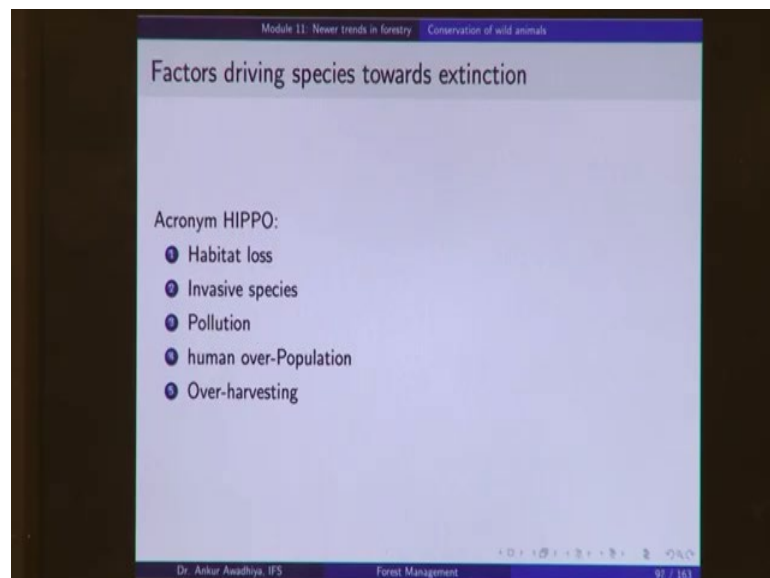 Module 11: Newer trends in forestry Conservation of wild animals
Factors driving species towards extinction
Acronym HIPPO:
1 Habitat loss
2 Invasive species
3 Pollution
4 human over-Population
5 Over-harvesting
Dr. Ankur Awadhiya, IFS Forest Management 92 / 163